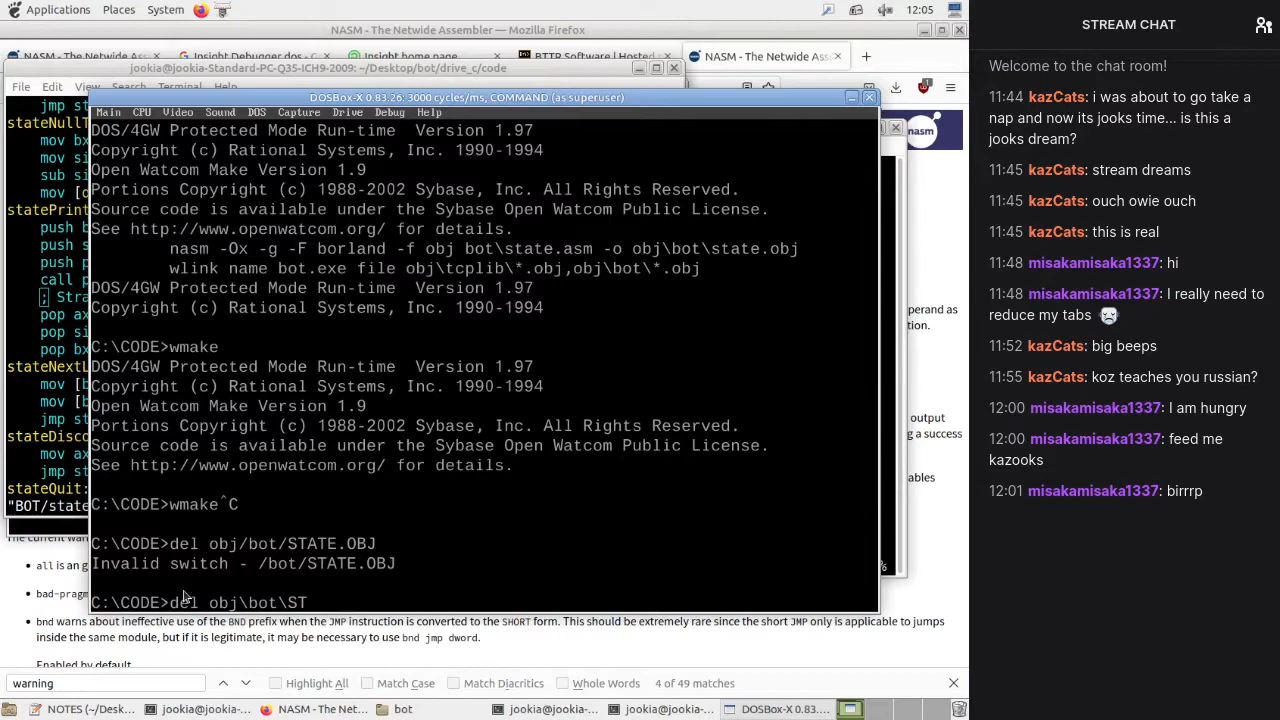 Applications
Places
System
12:05
NASM - The Netwide Assembler — Mozilla Firefox
NASM - The Netwide Ass
Insight Debugger dos -
Insight home page
BTTR Software | Hosted
NASM - The Netwide Ass
jookia@jookia-Standard-PC-Q35-ICH9-2009: ~/Desktop/bot/drive_c/code
File Edit View
jmp st
stateNullT
mov bx
mov si
sub si
mov [d
statePrint
push b
push s
push p
call p
; Stra
pop ax
pop si
pop bx
stateNextL
mov [b
mov [b
jmp st
stateDisco
mov ax
jmp st
stateQuit:
"BOT/state
DOSBox-X 0.83.26: 3000 cycles/ms, COMMAND (as superuser)
Main CPU Video Sound DOS Capture Drive Debug Help
DOS/4GW Protected Mode Run-time Version 1.97
Copyright (c) Rational Systems, Inc. 1990-1994
Open Watcom Make Version 1.9
Portions Copyright (c) 1988-2002 Sybase, Inc. All Rights Reserved.
Source code is available under the Sybase Open Watcom Public License.
See http://www.openwatcom.org/ for details.
nasm -Ox -g -F borland -f obj bot\state.asm -o obj\bot\state.obj
wlink name bot.exe file obj\tcplib\*.obj,obj\bot\*.obj
DOS/4GW Protected Mode Run-time Version 1.97
Copyright (c) Rational Systems, Inc. 1990-1994
C:\CODE>wmake
DOS/4GW Protected Mode Run-time Version 1.97
Copyright (c) Rational Systems, Inc. 1990-1994
Open Watcom Make Version 1.9
Portions Copyright (c) 1988-2002 Sybase, Inc. All Rights Reserved.
Source code is available under the Sybase Open Watcom Public License.
See http://www.openwatcom.org/ for details.
C:\CODE>wmake^C
C:\CODE>del obj/bot/STATE.OBJ
Invalid switch - /bot/STATE.OBJ
C:\CODE>del obj\bot\ST
nasm
perand as
tion.
output
g a success
ables
%
• all is an g
• bad-pragm
• bnd warns about ineffective use of the BND prefix when the JMP instruction is converted to the SHORT form. This should be extremely rare since the short JMP only is applicable to jumps
inside the same module, but if it is legitimate, it may be necessary to use bnd jmp dword.
Enabled by default.
warning
Highlight All
Match Case
Match Diacritics
Whole Words
4 of 49 matches
NOTES (~/Desk...
jookia@jookia-...
NASM - The Net...
bot
jookia@jookia-...
jookia@jookia-...
DOSBox-X 0.83....
STREAM CHAT
Welcome to the chat room!
11:44 kazCats: i was about to go take a
nap and now its jooks time... is this a
jooks dream?
11:45 kazCats: stream dreams
11:45 kazCats: ouch owie ouch
11:45 kazCats: this is real
11:48 misakamisaka1337: hi
11:48 misakamisaka1337: I really need to
reduce my tabs
11:52 kazCats: big beeps
11:55 kazCats: koz teaches you russian?
12:00 misakamisaka1337: I am hungry
12:00 misakamisaka1337: feed me
kazooks
12:01 misakamisaka1337: birrrp